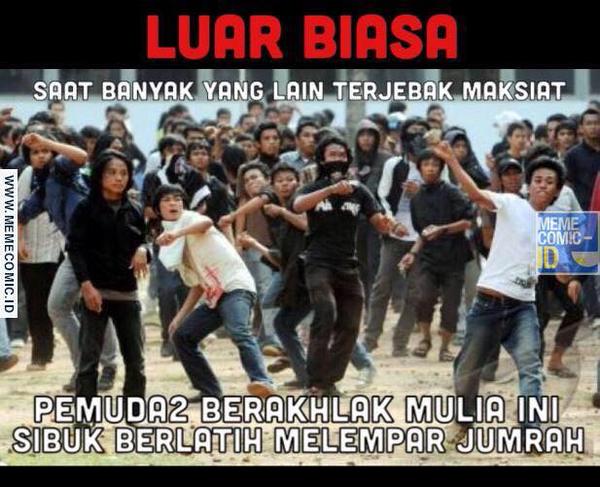 LUAR BIASA
SAAT BANYAK YANG LAIN TERJEBAK MAKSIAT
WWW.MEMECOMIC.ID
MEME
COMIC-
ID
PEMUDA2 BERAKHLAK MULIA INI
SIBUK BERLATIH MELEMPAR JUMRAH